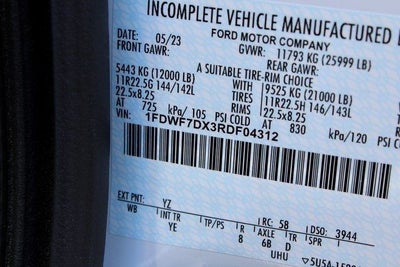 INCOMPLETE VEHICLE MANUFACTURED
FORD MOTOR COMPANY
DATE: 05/23 GVWR: 11793 KG (25999 LB)
FRONT GAWR: REAR GAWR:
A SUITABLE TIRE-RIM CHOICE
5443 KG (12000 LB) WITH 9525 KG (21000 LB)
11R22.5G 144/142L TIRES 11R22.5H 146/143L
22.5x8.25 RIMS 22.5x8.25
AT 725 kPa/ 105 PSI COLD AT 830 kPa/120 PSI
VIN: 1FDWF7DX3RDF04312
EXT PNT: YZ RC: 58 DSO: 3944
WB INT TR TP/PS R AXLE TR SPR
YE 8 6B D
UHU